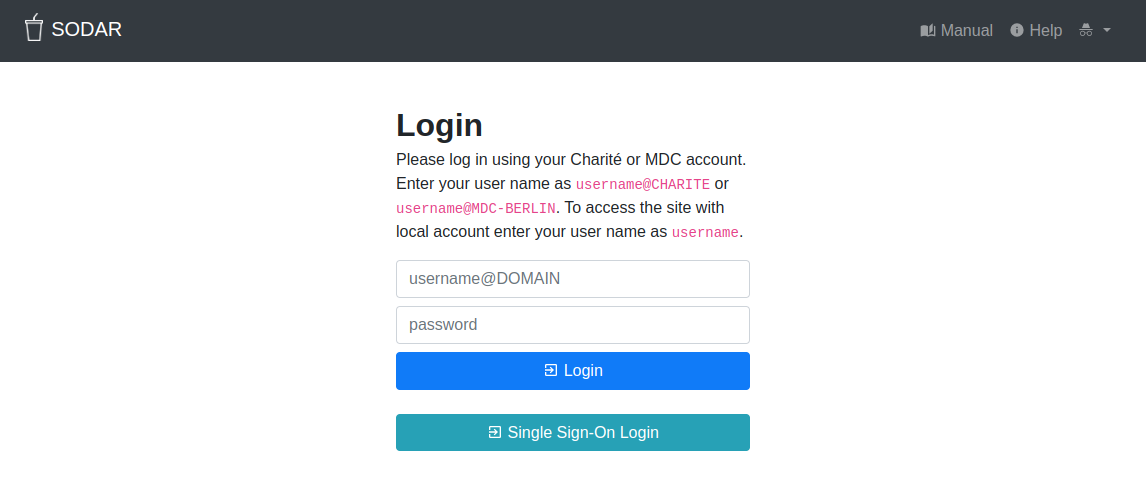 SODAR
Manual Help
Login
Please log in using your Charité or MDC account.
Enter your user name as username@CHARITE or
username@MDC-BERLIN. To access the site with
local account enter your user name as username.
username@DOMAIN
password
Login
Single Sign-On Login